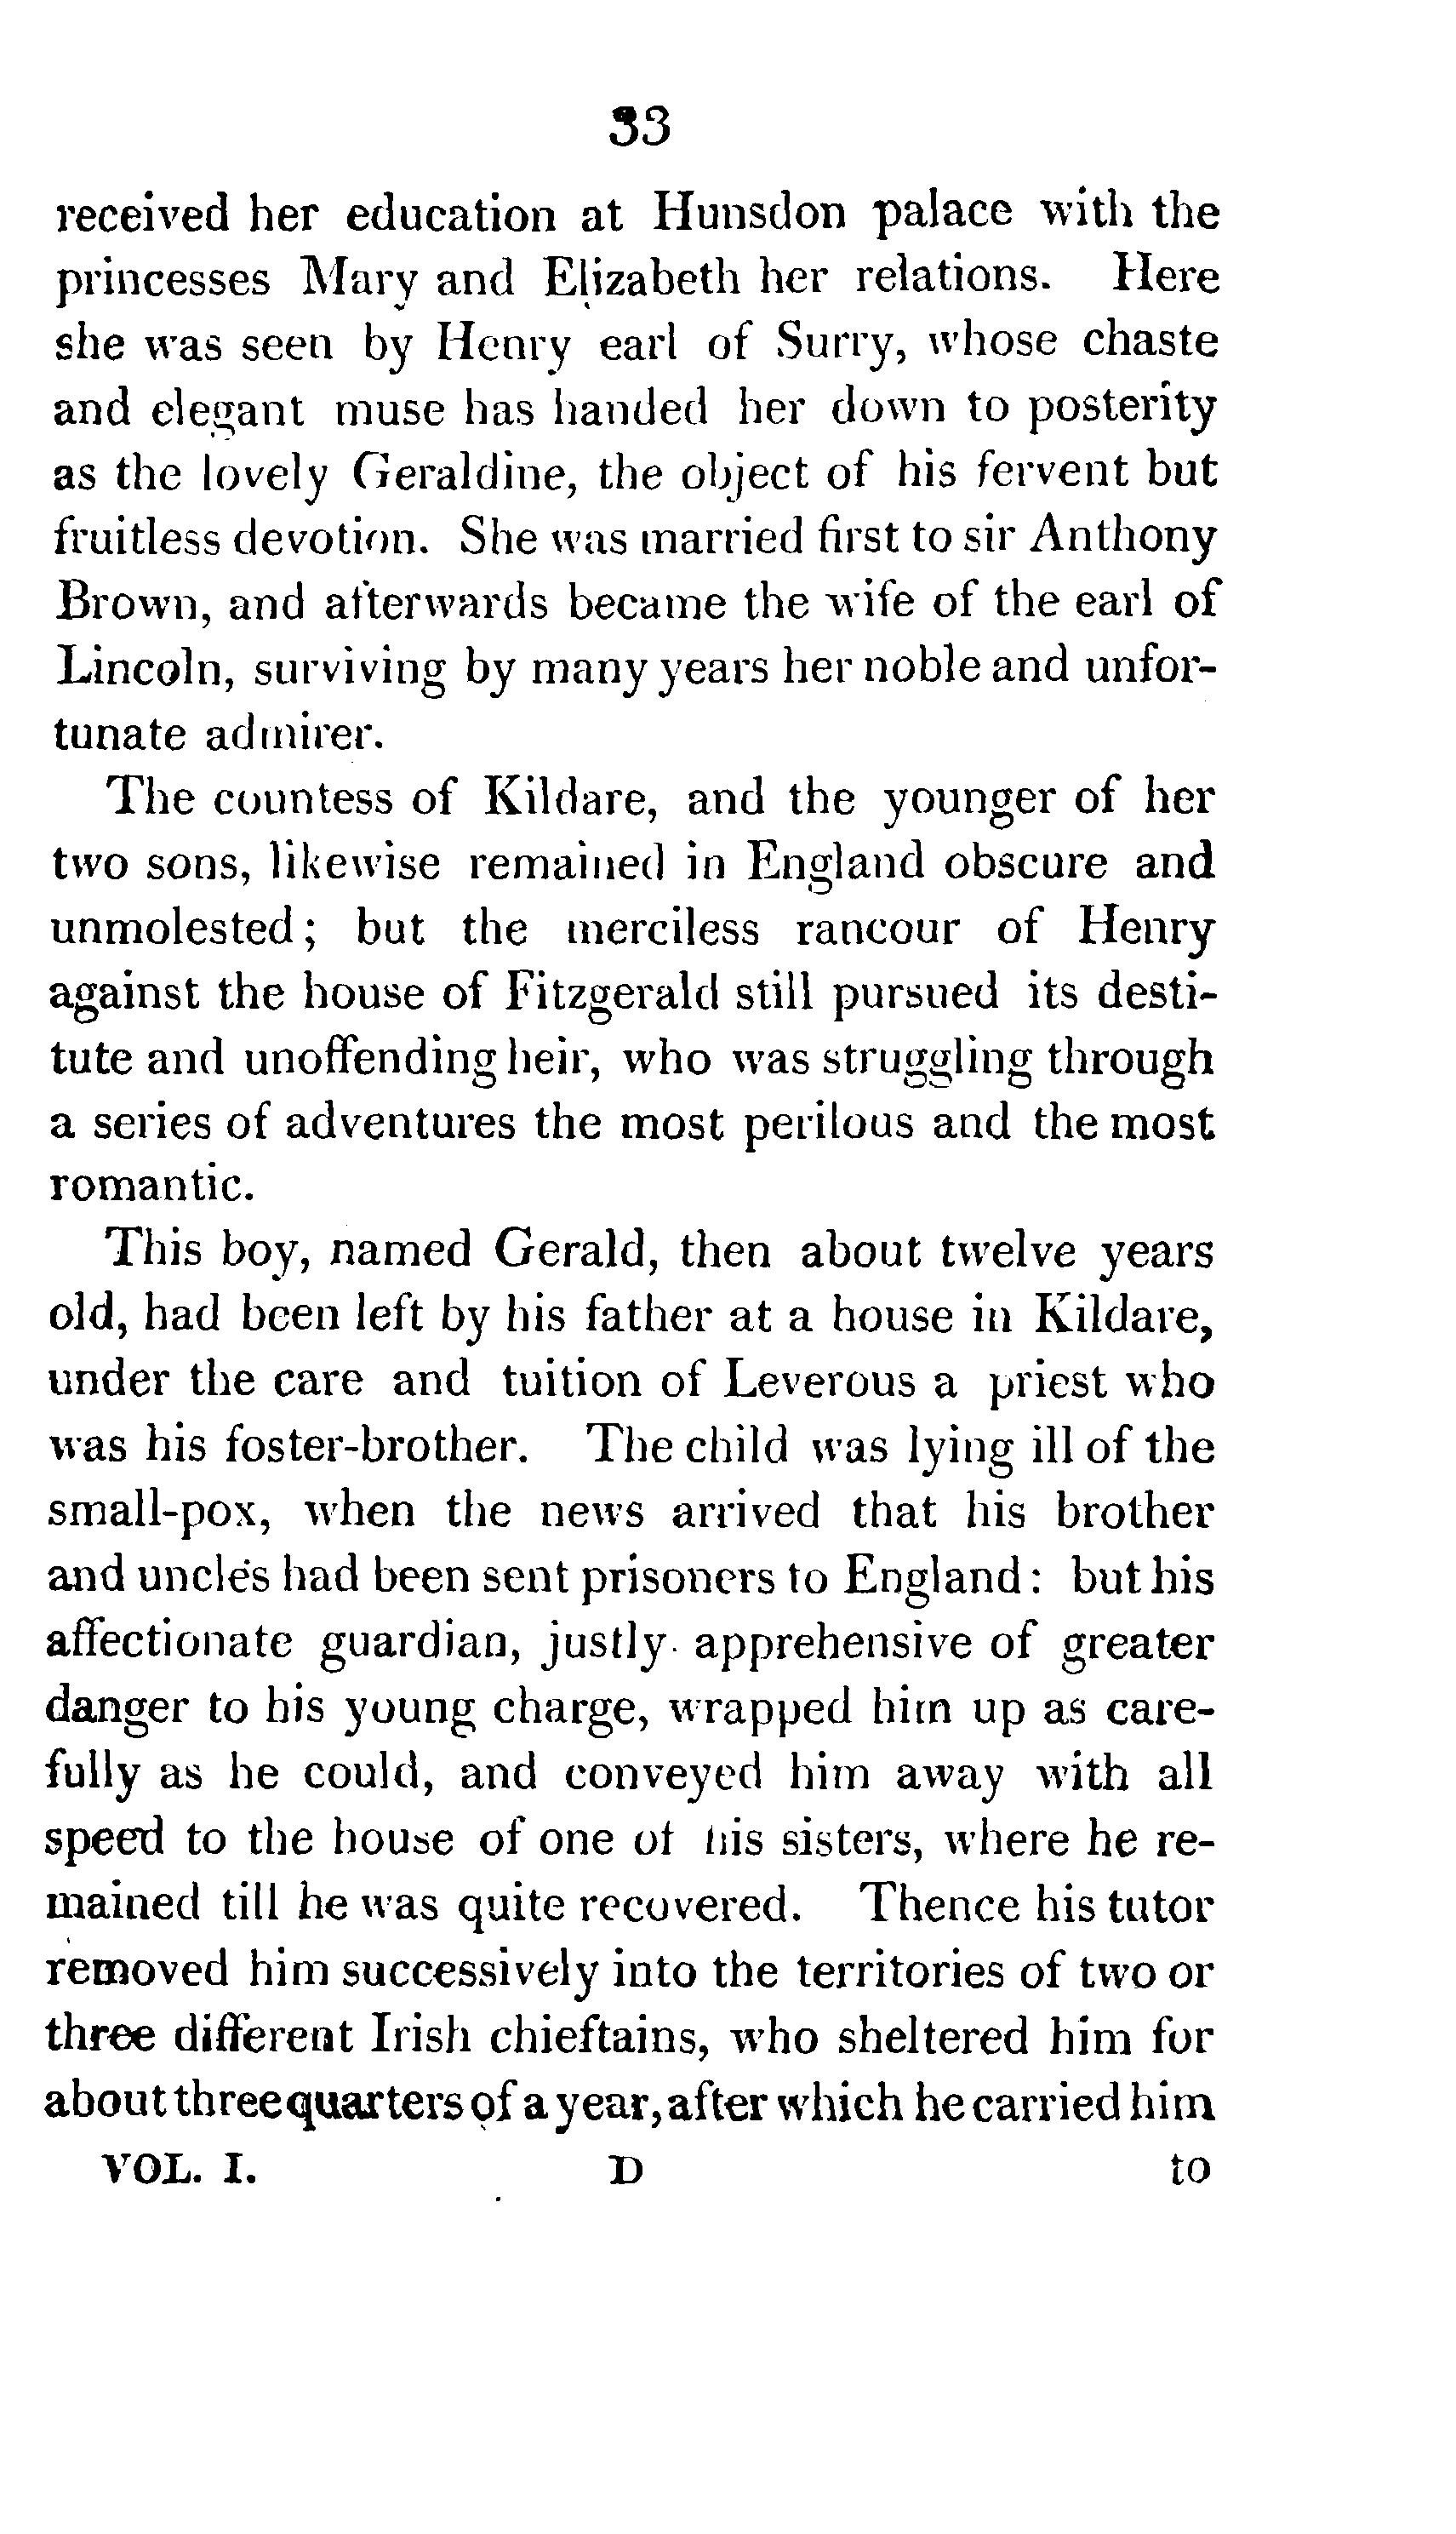 33
received her education at Hunsdon palace with the
princesses Mary and Elizabeth her relations. Here
she was seen by Henry earl of Surry, whose chaste
and elegant muse has handed her down to posterity
as the lovely Geraldine, the object of his fervent but
fruitless devotion. She was married first to sir Anthony
Brown, and afterwards became the wife of the earl of
Lincoln, surviving by many years her noble and unfor-
tunate admirer.
The countess of Kildare, and the younger of her
two sons, likewise remained in England obscure and
unmolested; but the merciless rancour of Henry
against the house of Fitzgerald still pursued its desti-
tute and unoffending heir, who was struggling through
a series of adventures the most perilous and the most
romantic.
This boy, named Gerald, then about twelve years
old, had been left by his father at a house in Kildare,
under the care and tuition of Leverous a priest who
was his foster-brother. The child was lying ill of the
small-pox, when the news arrived that his brother
and uncles had been sent prisoners to England: but his
affectionate guardian, justly apprehensive of greater
danger to his young charge, wrapped him up as care-
fully as he could, and conveyed him away with all
speed to the house of one of his sisters, where he re-
mained till he was quite recovered. Thence his tutor
removed him successively into the territories of two or
three different Irish chieftains, who sheltered him for
about three quarters of a year, after which he carried him
VOL. I. D to